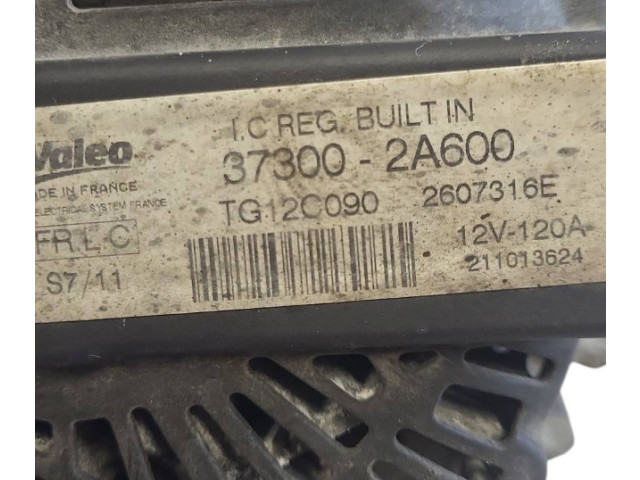 Valeo
I.C REG. BUILT IN
37300 - 2A600
MADE IN FRANCE
ELECTRICAL SYSTEM FRANCE
TG12C090 2607316E
FR L C
12V-120A
S7/11
211013624